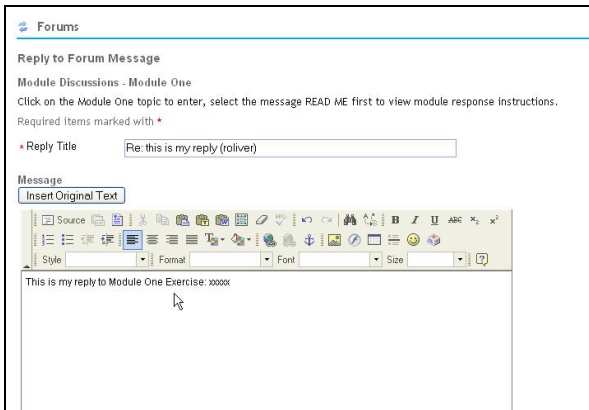 Forums
Reply to Forum Message
Module Discussions - Module One
Click on the Module One topic to enter, select the message READ ME first to view module response instructions.
Required items marked with *
* Reply Title Re: this is my reply (roliver)
Message
Insert Original Text
Source ABC B I U ABC x₂ x²
Style Format Font Size
This is my reply to Module One Exercise: xxxxx